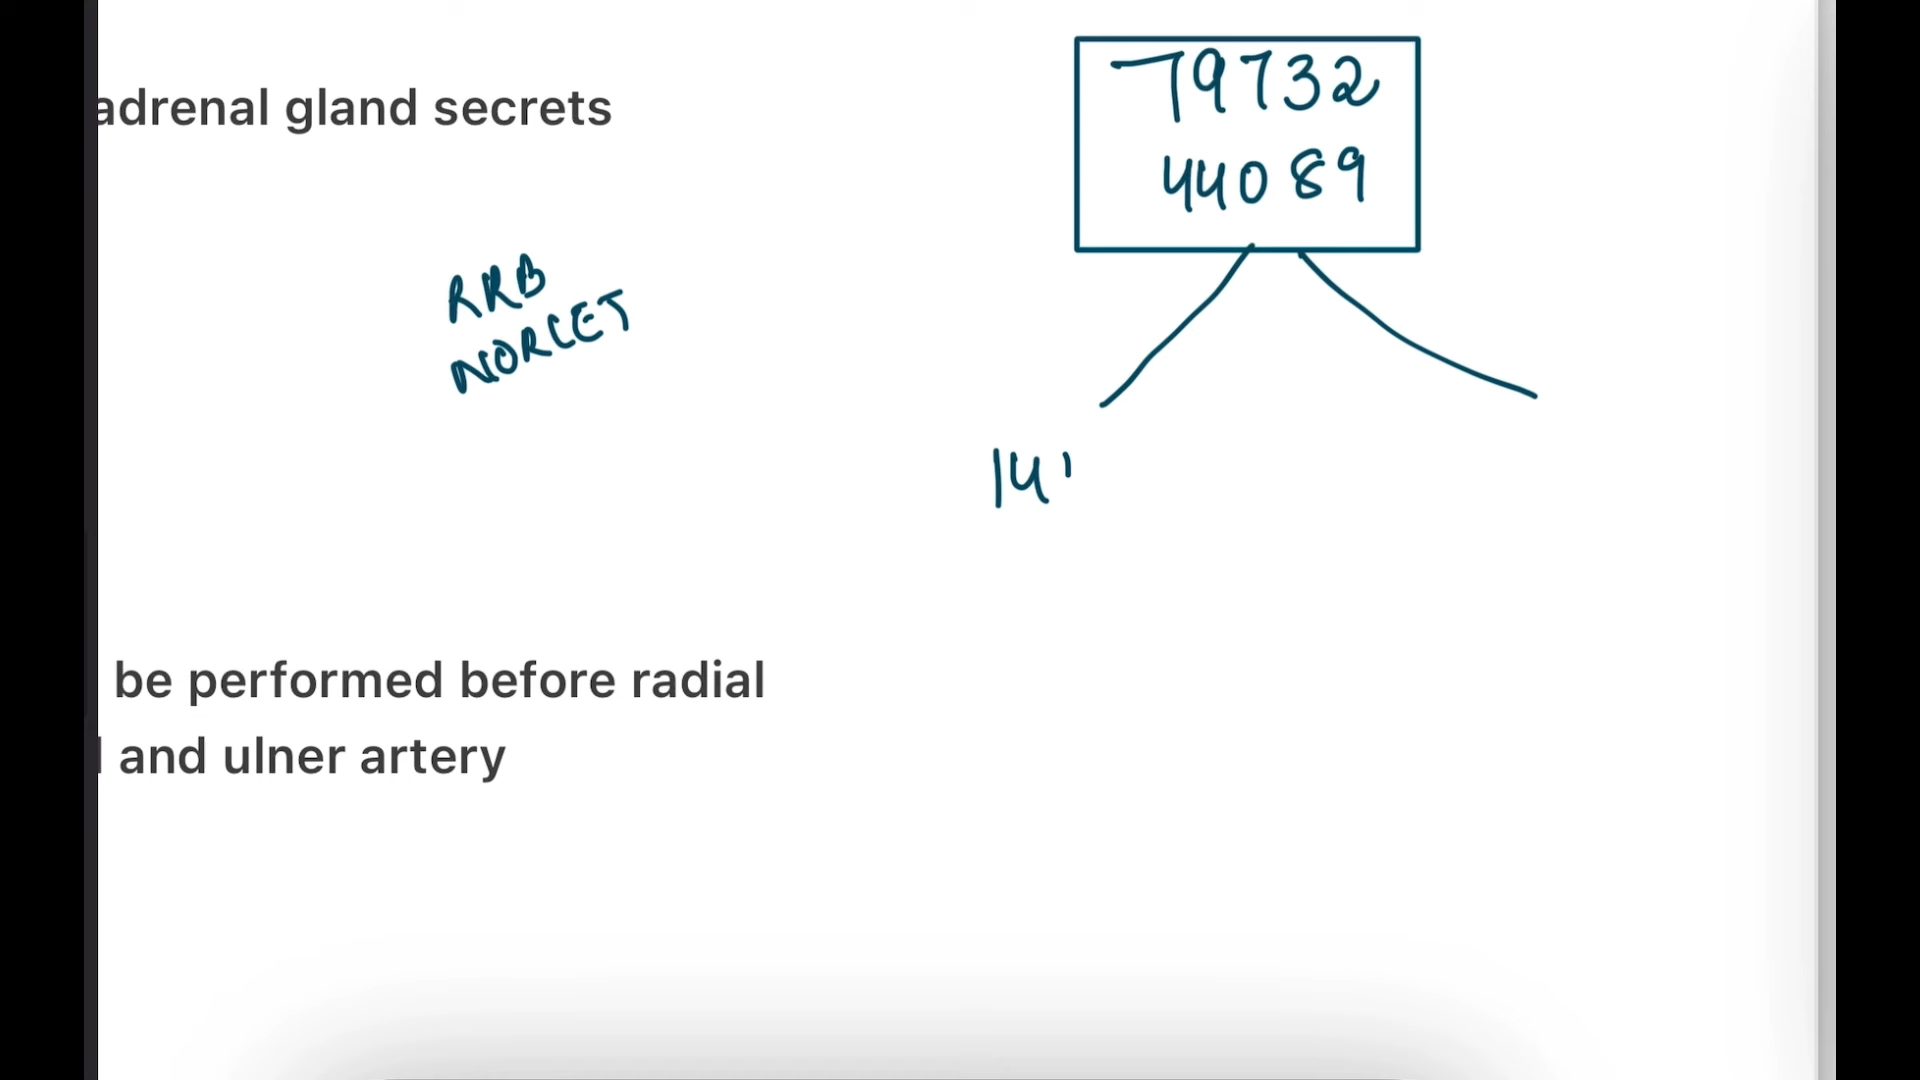 adrenal gland secrets
79732
44089
RRB
NORCET
14'
be performed before radial
and ulner artery